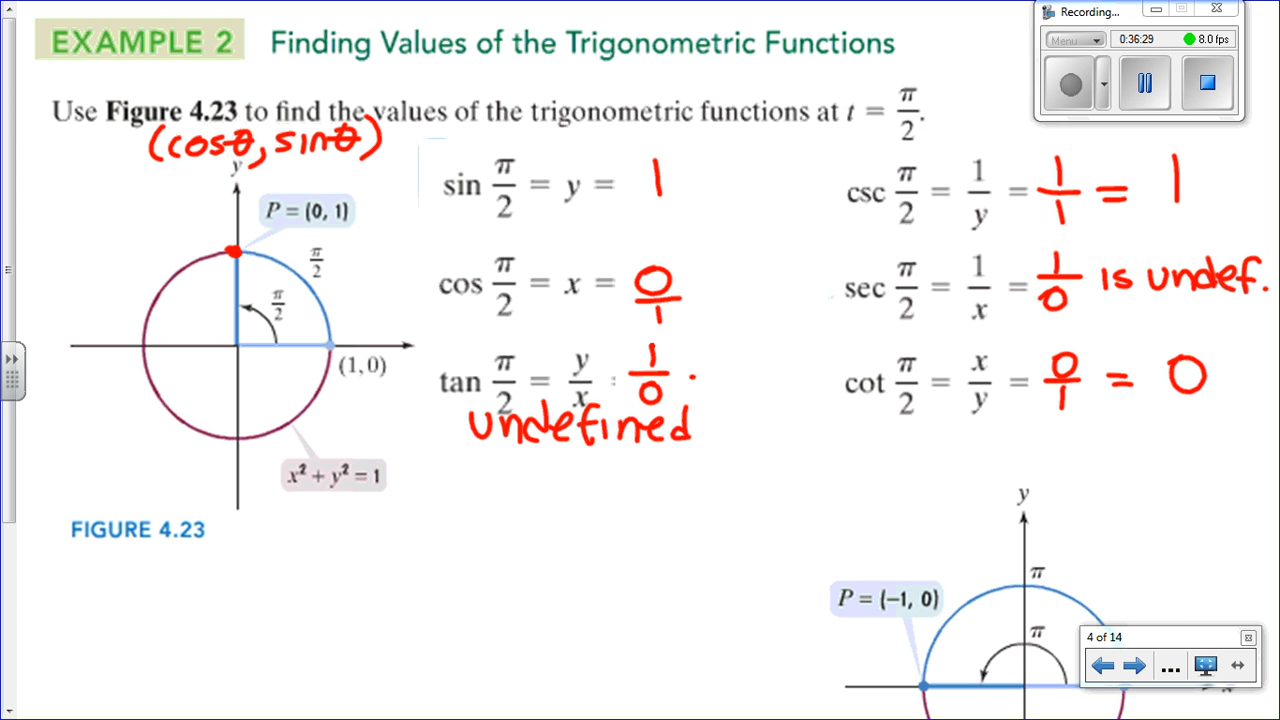 EXAMPLE 2 Finding Values of the Trigonometric Functions
Use Figure 4.23 to find the values of the trigonometric functions at t = π/2.
(cosθ, sinθ)
y
P = (0, 1)
π/2
π/2
(1, 0)
x² + y² = 1
FIGURE 4.23
sin π/2 = y = 1
cos π/2 = x = 0/1
tan π/2 = y/x = 1/0 .
undefined
csc π/2 = 1/y = 1/1 = 1
sec π/2 = 1/x = 1/0 is undef.
cot π/2 = x/y = 0/1 = 0
y
π
P = (−1, 0)
π
Recording...
Menu
0:36:29
8.0 fps
4 of 14
...